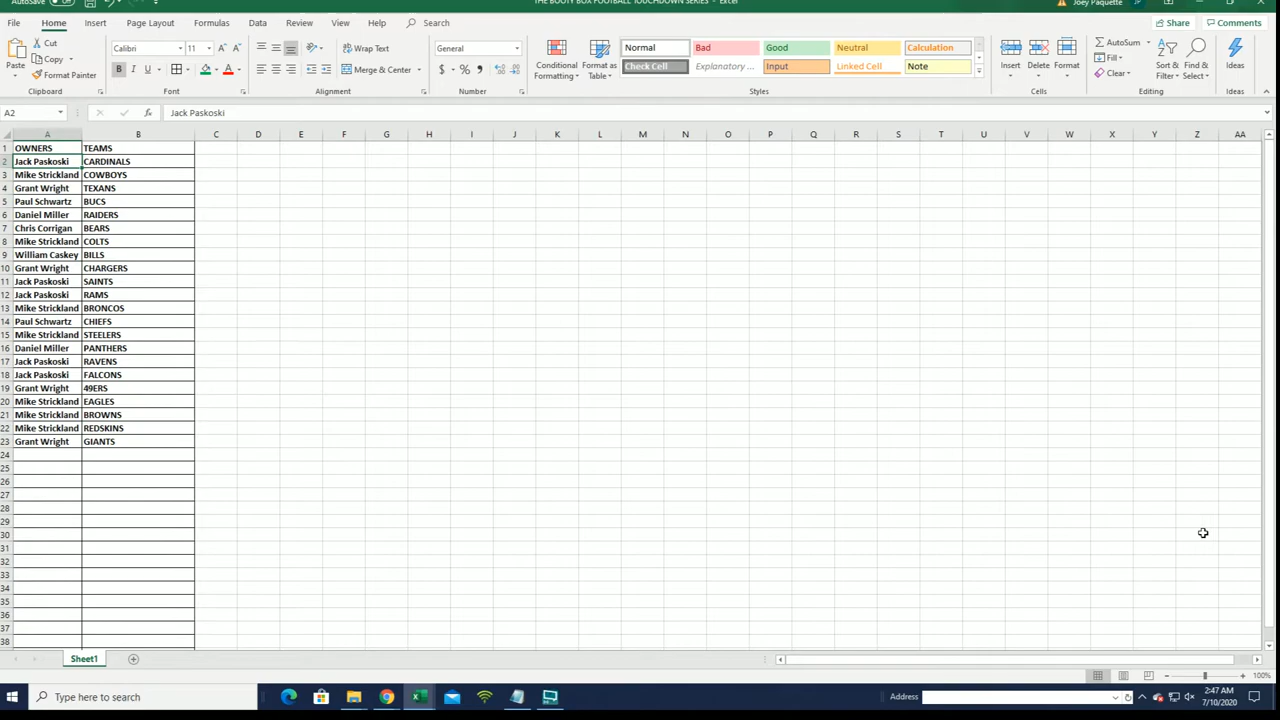 AutoSave Off THE BOOTY BOX FOOTBALL TOUCHDOWN SERIES - Excel Joey Paquette JP
File Home Insert Page Layout Formulas Data Review View Help Search Share Comments
Paste Cut Copy Format Painter Clipboard
Calibri 11 A A B I U Font
Wrap Text Merge & Center Alignment
General $ % , Number
Conditional Formatting Format as Table
Normal Bad Good Neutral Calculation
Check Cell Explanatory ... Input Linked Cell Note
Styles
Insert Delete Format Cells
AutoSum Fill Clear Sort & Filter Find & Select Editing
Ideas Ideas
A2 fx Jack Paskoski
A B C D E F G H I J K L M N O P Q R S T U V W X Y Z AA
1 OWNERS TEAMS
2 Jack Paskoski CARDINALS
3 Mike Strickland COWBOYS
4 Grant Wright TEXANS
5 Paul Schwartz BUCS
6 Daniel Miller RAIDERS
7 Chris Corrigan BEARS
8 Mike Strickland COLTS
9 William Caskey BILLS
10 Grant Wright CHARGERS
11 Jack Paskoski SAINTS
12 Jack Paskoski RAMS
13 Mike Strickland BRONCOS
14 Paul Schwartz CHIEFS
15 Mike Strickland STEELERS
16 Daniel Miller PANTHERS
17 Jack Paskoski RAVENS
18 Jack Paskoski FALCONS
19 Grant Wright 49ERS
20 Mike Strickland EAGLES
21 Mike Strickland BROWNS
22 Mike Strickland REDSKINS
23 Grant Wright GIANTS
24
25
26
27
28
29
30
31
32
33
34
35
36
37
38
Sheet1
100%
Type here to search Address 2:47 AM
7/10/2020